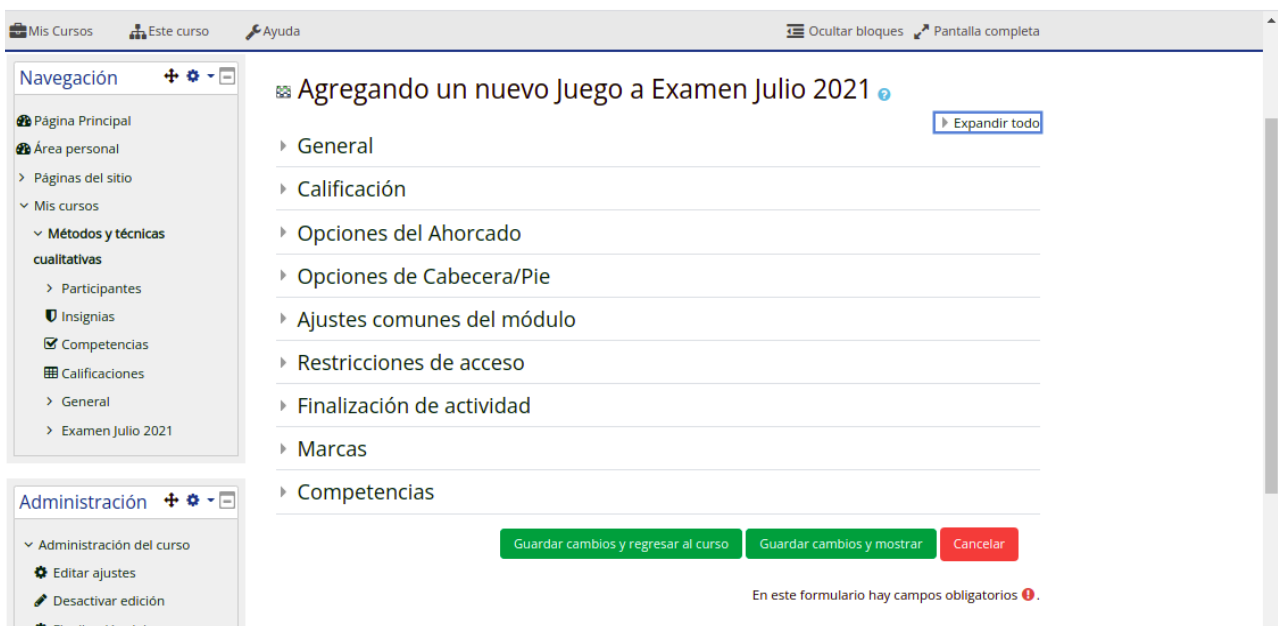 Mis Cursos Este curso Ayuda Ocultar bloques Pantalla completa
Navegación
Página Principal
Área personal
Páginas del sitio
Mis cursos
Métodos y técnicas
cualitativas
Participantes
Insignias
Competencias
Calificaciones
General
Examen Julio 2021
Administración
Administración del curso
Editar ajustes
Desactivar edición
Agregando un nuevo Juego a Examen Julio 2021
Expandir todo
General
Calificación
Opciones del Ahorcado
Opciones de Cabecera/Pie
Ajustes comunes del módulo
Restricciones de acceso
Finalización de actividad
Marcas
Competencias
Guardar cambios y regresar al curso Guardar cambios y mostrar Cancelar
En este formulario hay campos obligatorios .